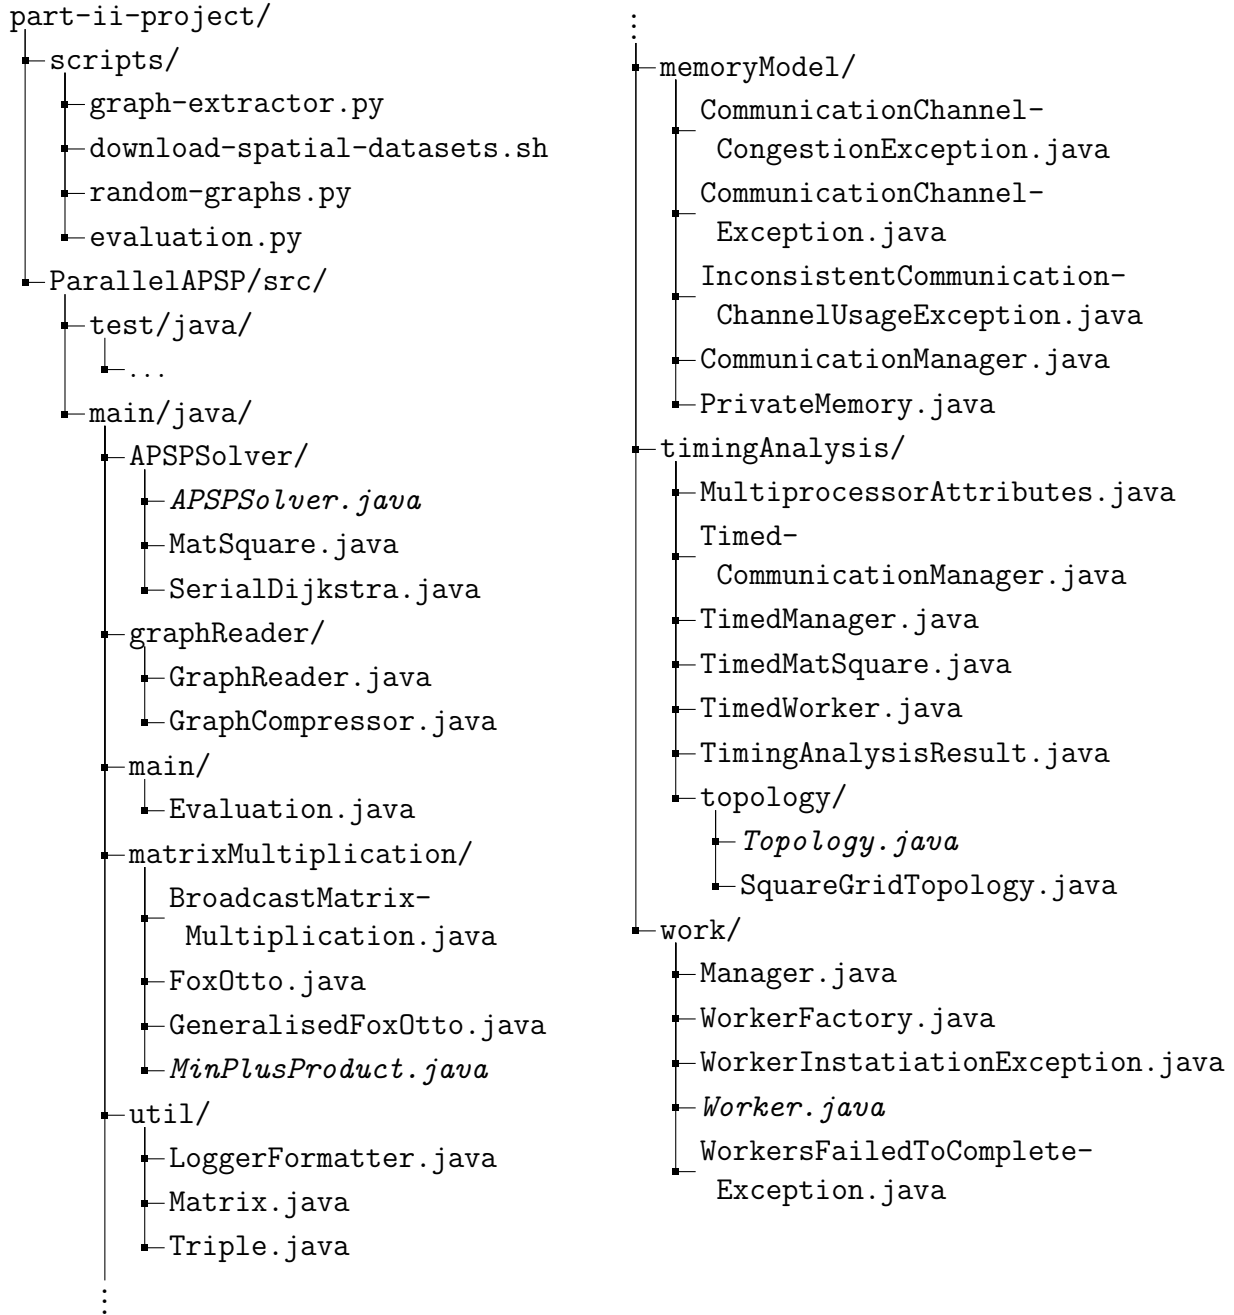 part-ii-project/
scripts/
graph-extractor.py
download-spatial-datasets.sh
random-graphs.py
evaluation.py
ParallelAPSP/src/
test/java/
...
main/java/
APSPSolver/
APSPSolver.java
MatSquare.java
SerialDijkstra.java
graphReader/
GraphReader.java
GraphCompressor.java
main/
Evaluation.java
matrixMultiplication/
BroadcastMatrix-
Multiplication.java
FoxOtto.java
GeneralisedFoxOtto.java
MinPlusProduct.java
util/
LoggerFormatter.java
Matrix.java
Triple.java
⋮
⋮
memoryModel/
CommunicationChannel-
CongestionException.java
CommunicationChannel-
Exception.java
InconsistentCommunication-
ChannelUsageException.java
CommunicationManager.java
PrivateMemory.java
timingAnalysis/
MultiprocessorAttributes.java
Timed-
CommunicationManager.java
TimedManager.java
TimedMatSquare.java
TimedWorker.java
TimingAnalysisResult.java
topology/
Topology.java
SquareGridTopology.java
work/
Manager.java
WorkerFactory.java
WorkerInstatiationException.java
Worker.java
WorkersFailedToComplete-
Exception.java